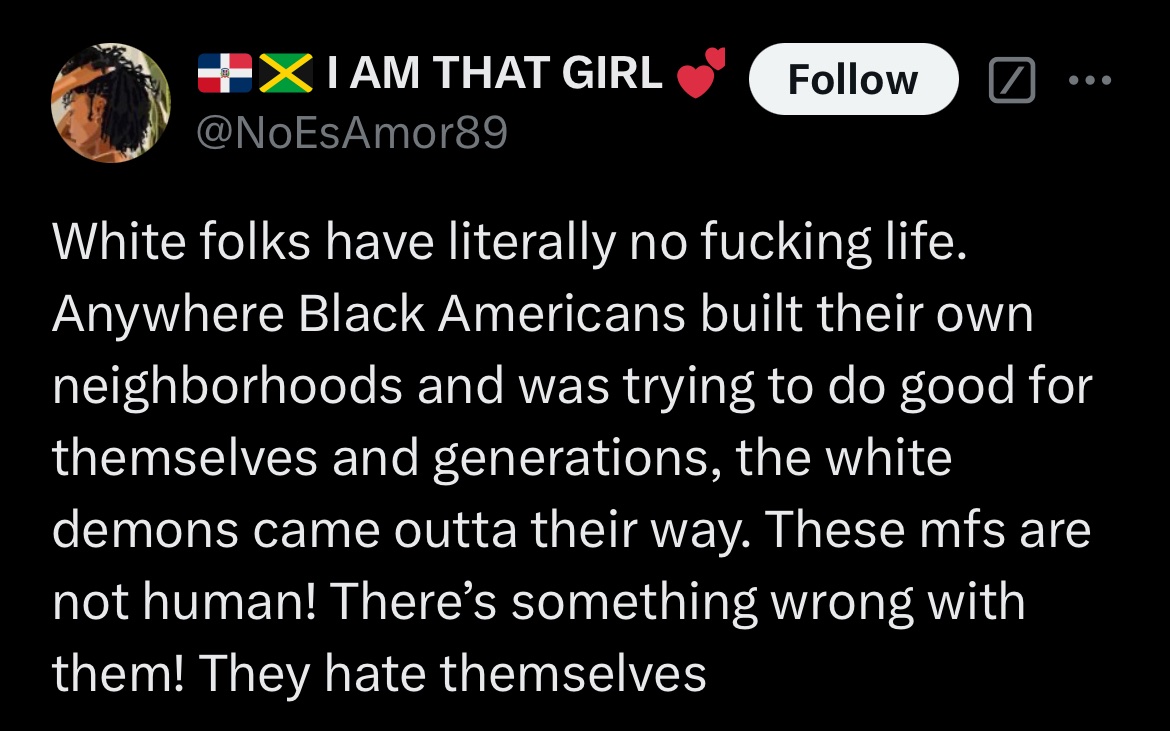 🇩🇴🇯🇲 I AM THAT GIRL 💕
Follow
@NoEsAmor89
White folks have literally no fucking life.
Anywhere Black Americans built their own
neighborhoods and was trying to do good for
themselves and generations, the white
demons came outta their way. These mfs are
not human! There’s something wrong with
them! They hate themselves